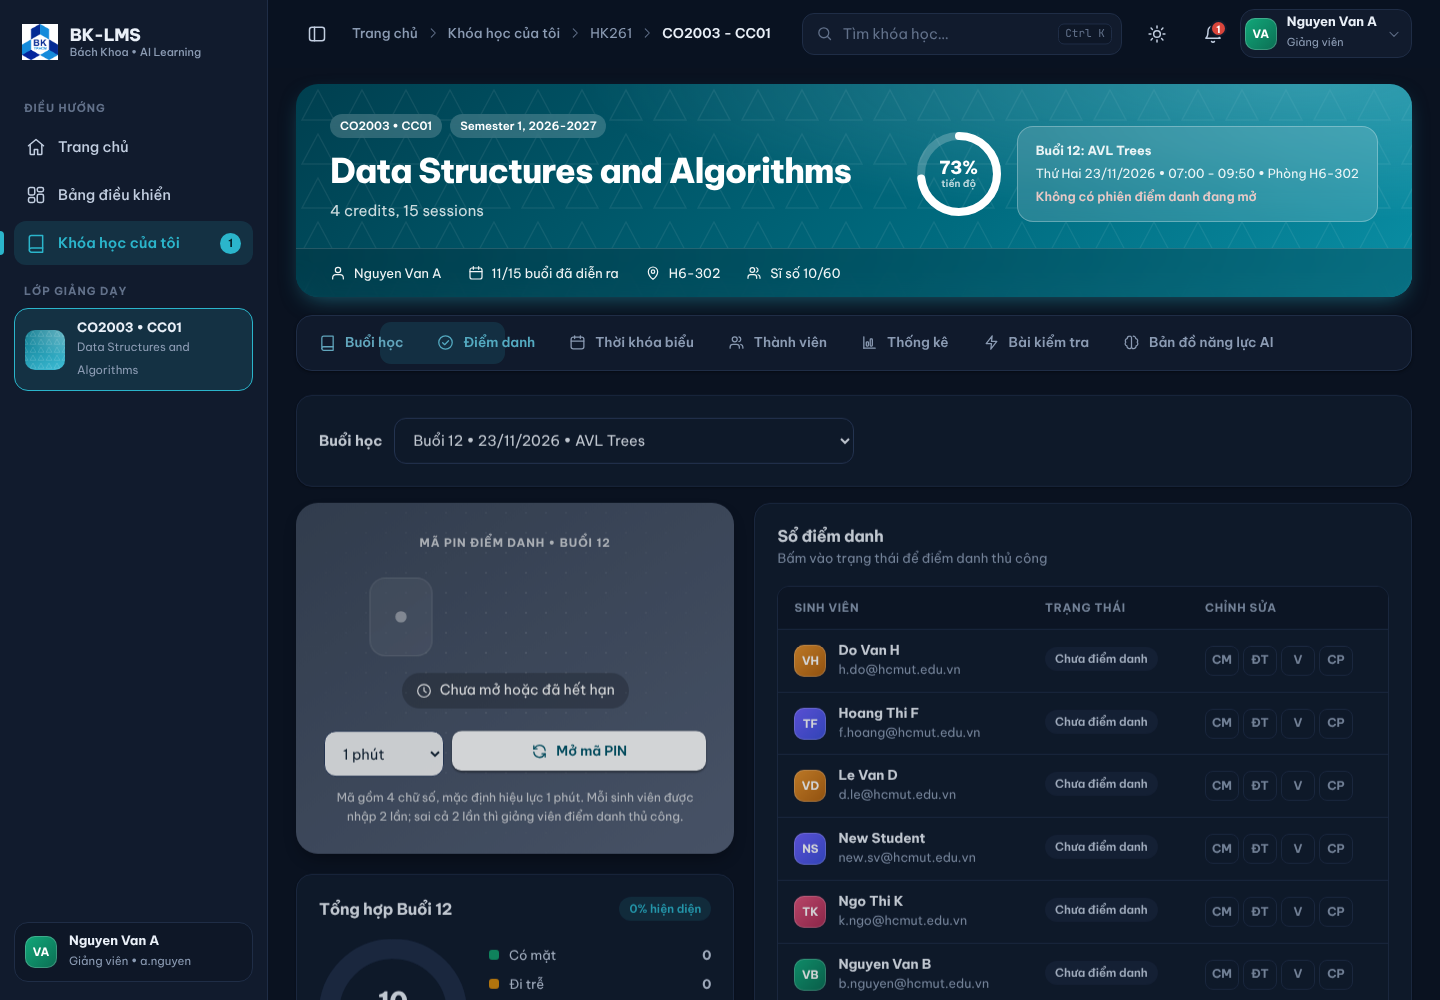 BK-LMS
Bách Khoa • AI Learning
BK
ĐIỀU HƯỚNG
Trang chủ
Bảng điều khiển
Khóa học của tôi
1
LỚP GIẢNG DẠY
CO2003 • CC01
Data Structures and
Algorithms
VA
Nguyen Van A
Giảng viên • a.nguyen
Trang chủ
Khóa học của tôi
HK261
CO2003 - CC01
Tìm khóa học...
Ctrl K
1
VA
Nguyen Van A
Giảng viên
CO2003 • CC01
Semester 1, 2026-2027
Data Structures and Algorithms
4 credits, 15 sessions
73%
tiến độ
Buổi 12: AVL Trees
Thứ Hai 23/11/2026 • 07:00 - 09:50 • Phòng H6-302
Không có phiên điểm danh đang mở
Nguyen Van A
11/15 buổi đã diễn ra
H6-302
Sĩ số 10/60
Buổi học
Điểm danh
Thời khóa biểu
Thành viên
Thống kê
Bài kiểm tra
Bản đồ năng lực AI
Buổi học
Buổi 12 • 23/11/2026 • AVL Trees
MÃ PIN ĐIỂM DANH • BUỔI 12
Chưa mở hoặc đã hết hạn
1 phút
Mở mã PIN
Mã gồm 4 chữ số, mặc định hiệu lực 1 phút. Mỗi sinh viên được
nhập 2 lần; sai cả 2 lần thì giảng viên điểm danh thủ công.
Tổng hợp Buổi 12
0% hiện diện
10
Có mặt
0
Đi trễ
0
Sổ điểm danh
Bấm vào trạng thái để điểm danh thủ công
SINH VIÊN
TRẠNG THÁI
CHỈNH SỬA
VH
Do Van H
h.do@hcmut.edu.vn
Chưa điểm danh
CM ĐT V CP
TF
Hoang Thi F
f.hoang@hcmut.edu.vn
Chưa điểm danh
CM ĐT V CP
VD
Le Van D
d.le@hcmut.edu.vn
Chưa điểm danh
CM ĐT V CP
NS
New Student
new.sv@hcmut.edu.vn
Chưa điểm danh
CM ĐT V CP
TK
Ngo Thi K
k.ngo@hcmut.edu.vn
Chưa điểm danh
CM ĐT V CP
VB
Nguyen Van B
b.nguyen@hcmut.edu.vn
Chưa điểm danh
CM ĐT V CP